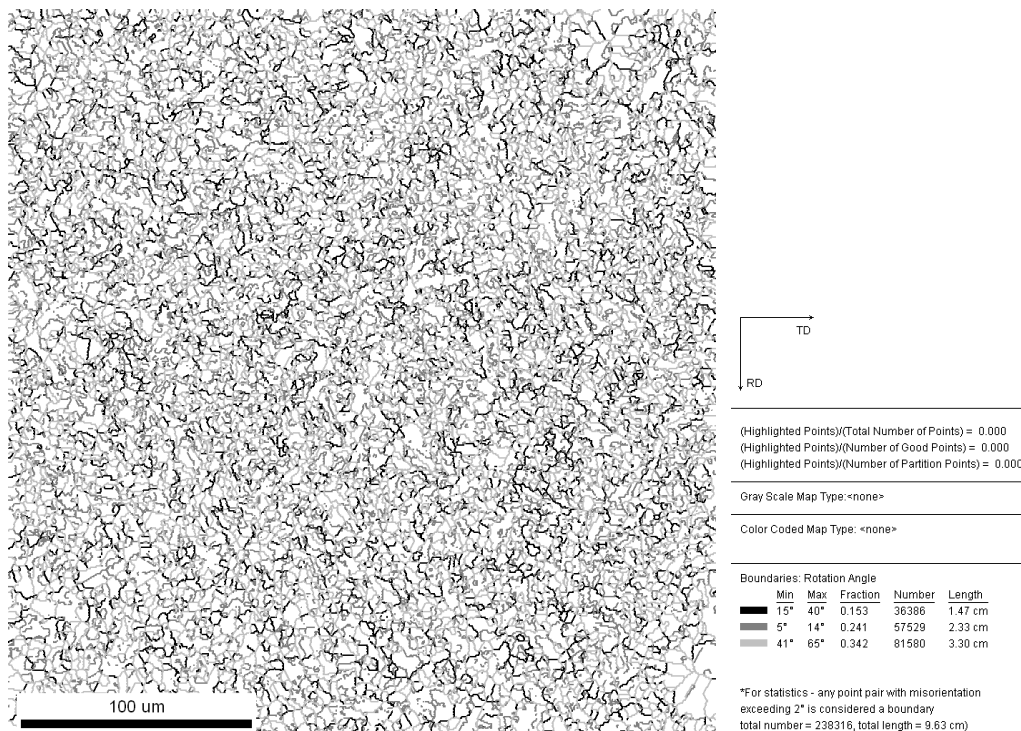 100 um
TD
RD
(Highlighted Points)/(Total Number of Points) = 0.000
(Highlighted Points)/(Number of Good Points) = 0.000
(Highlighted Points)/(Number of Partition Points) = 0.000
Gray Scale Map Type:<none>
Color Coded Map Type: <none>
Boundaries: Rotation Angle
Min Max Fraction Number Length
15° 40° 0.153 36386 1.47 cm
5° 14° 0.241 57529 2.33 cm
41° 65° 0.342 81580 3.30 cm
*For statistics - any point pair with misorientation
exceeding 2° is considered a boundary
total number = 238316, total length = 9.63 cm)